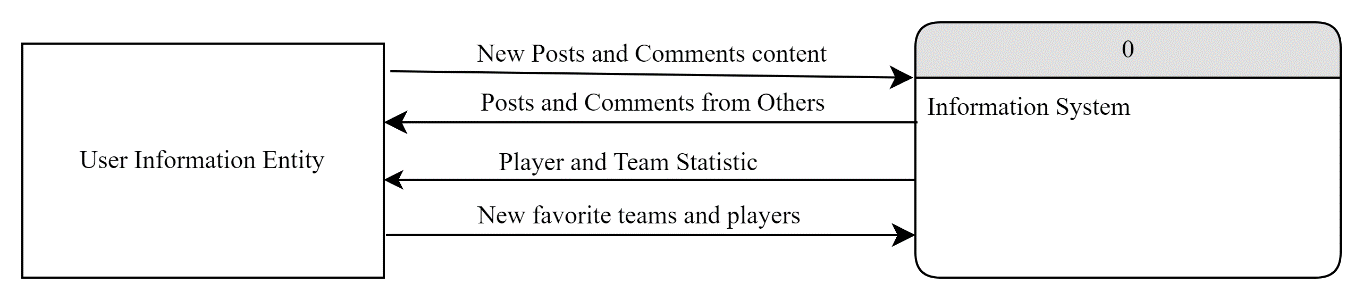 0
New Posts and Comments content
Posts and Comments from Others
Information System
User Information Entity
Player and Team Statistic
New favorite teams and players